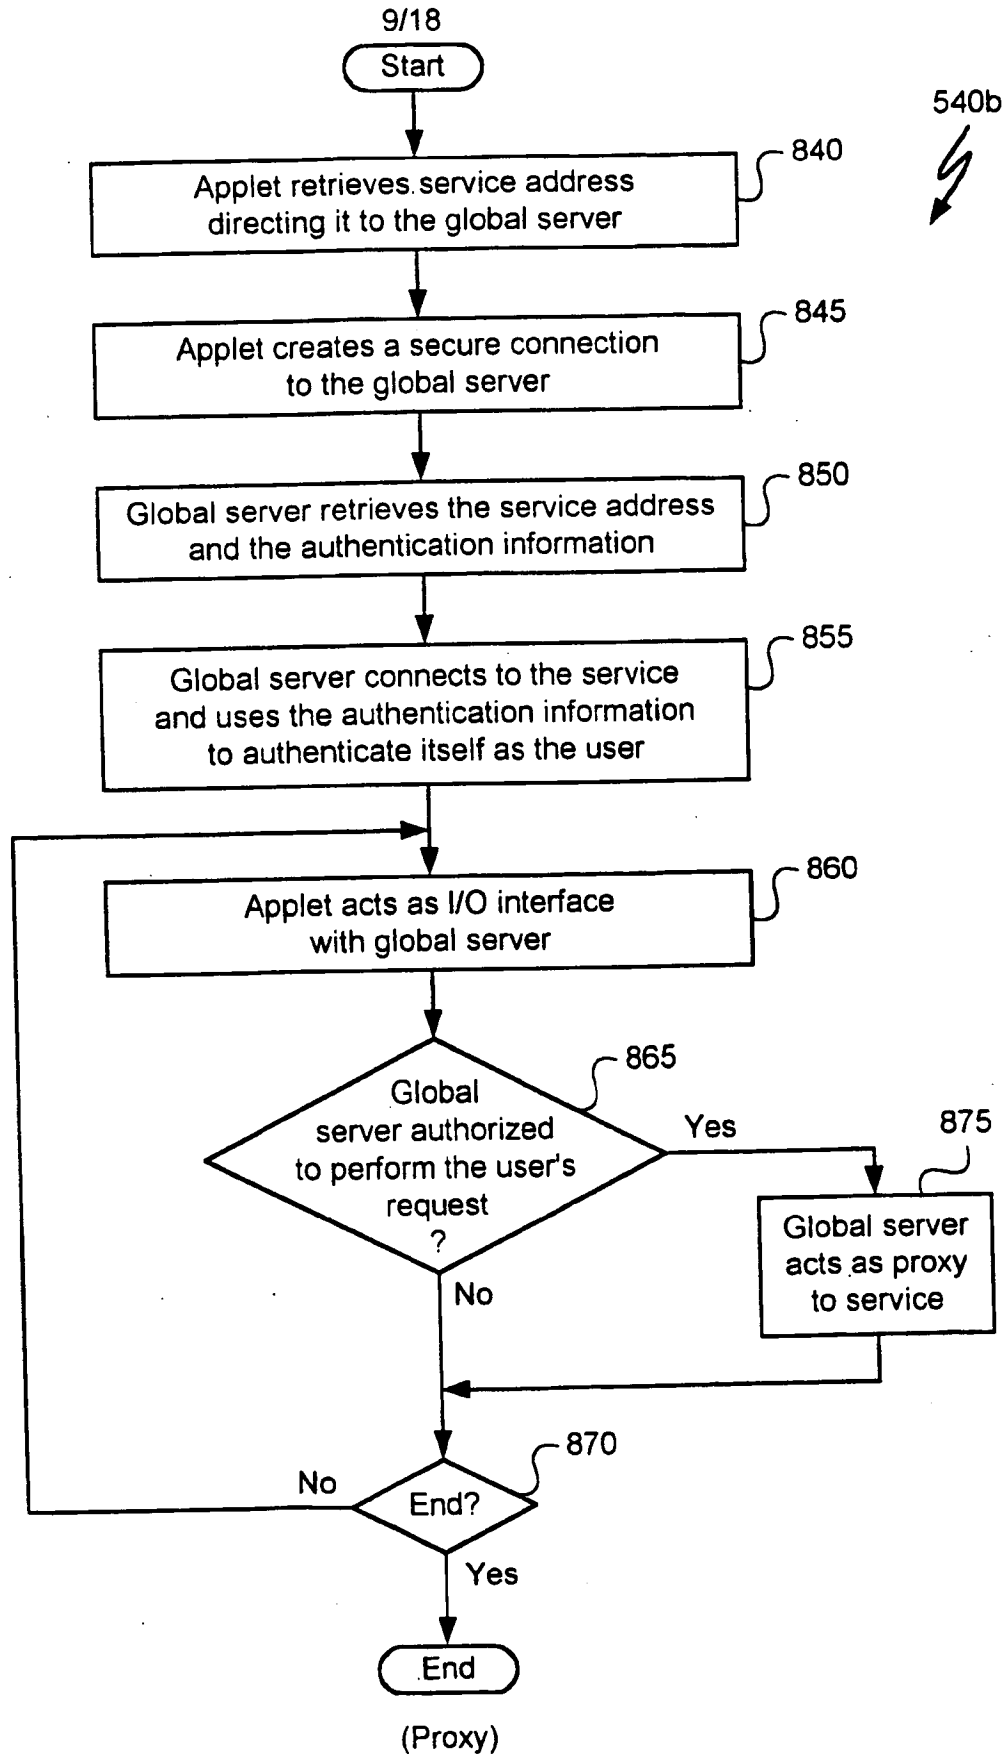 9/18
Start
540b
840
Applet retrieves service address
directing it to the global server
845
Applet creates a secure connection
to the global server
850
Global server retrieves the service address
and the authentication information
855
Global server connects to the service
and uses the authentication information
to authenticate itself as the user
860
Applet acts as I/O interface
with global server
865
Global
server authorized
to perform the user's
request
?
Yes
875
Global server
acts as proxy
to service
No
870
No
End?
Yes
End
(Proxy)